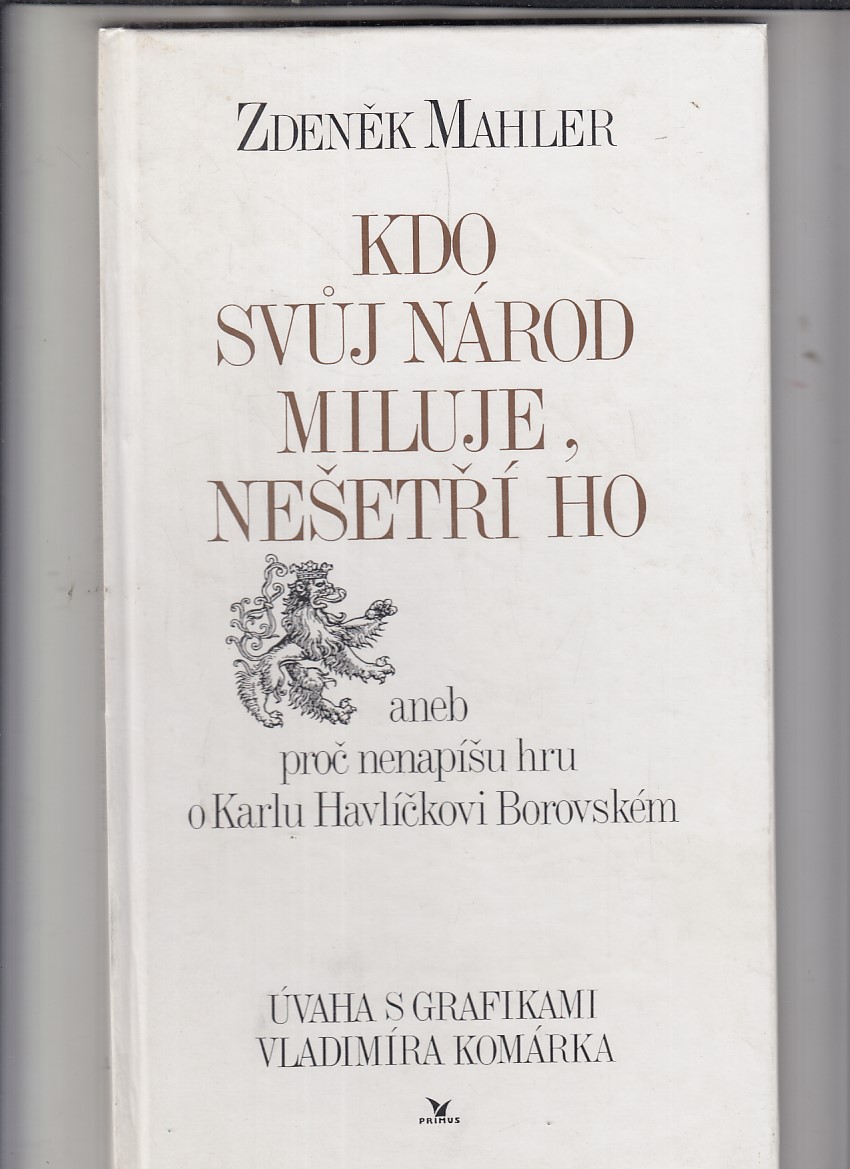 ZDENĚK MAHLER
KDO
SVŮJ NÁROD
MILUJE,
NEŠETŘÍ HO
aneb
proč nenapíšu hru
o Karlu Havlíčkovi Borovském
ÚVAHA S GRAFIKAMI
VLADIMÍRA KOMÁRKA
PRIMUS